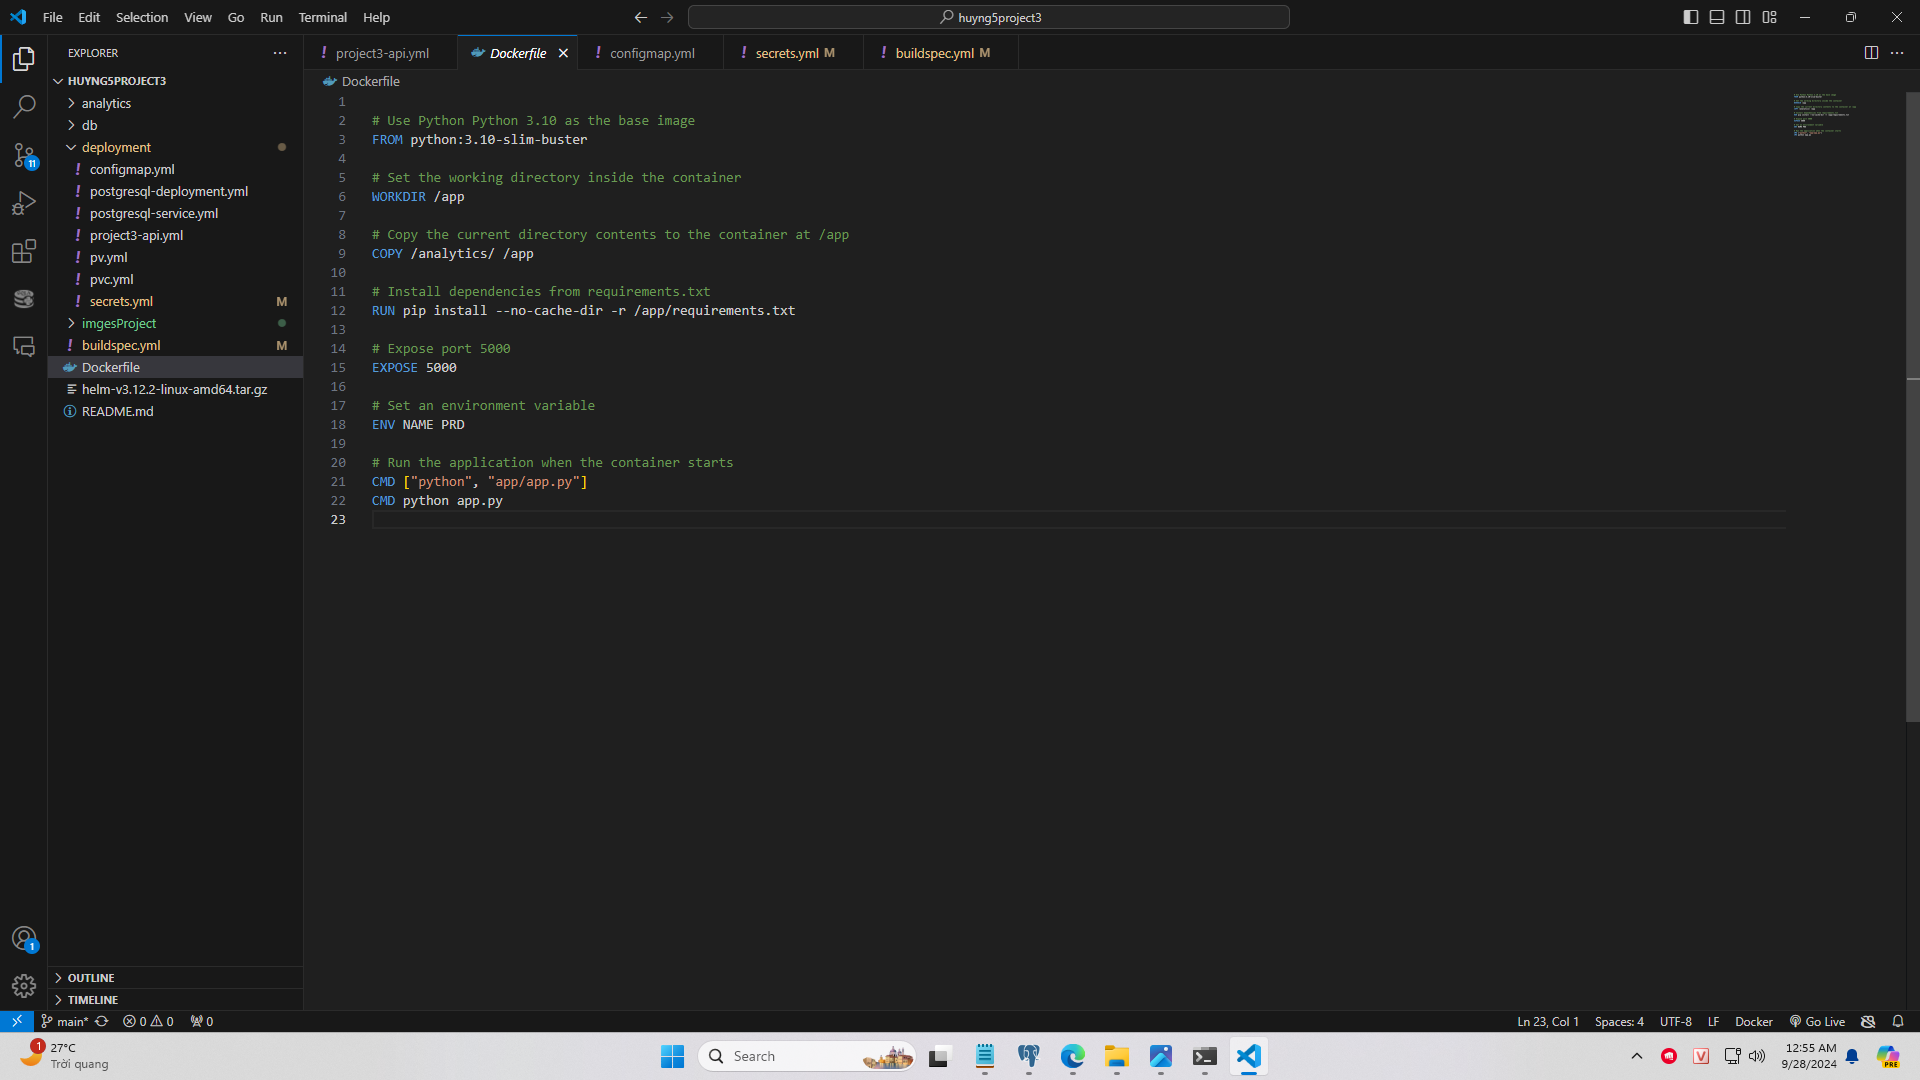 File Edit Selection View Go Run Terminal Help
huyng5project3
EXPLORER
HUYNG5PROJECT3
analytics
db
deployment
configmap.yml
postgresql-deployment.yml
postgresql-service.yml
project3-api.yml
pv.yml
pvc.yml
secrets.yml M
imgesProject
buildspec.yml M
Dockerfile
helm-v3.12.2-linux-amd64.tar.gz
README.md
OUTLINE
TIMELINE
11
1
project3-api.yml Dockerfile configmap.yml secrets.yml M buildspec.yml M
Dockerfile
1
2 # Use Python Python 3.10 as the base image
3 FROM python:3.10-slim-buster
4
5 # Set the working directory inside the container
6 WORKDIR /app
7
8 # Copy the current directory contents to the container at /app
9 COPY /analytics/ /app
10
11 # Install dependencies from requirements.txt
12 RUN pip install --no-cache-dir -r /app/requirements.txt
13
14 # Expose port 5000
15 EXPOSE 5000
16
17 # Set an environment variable
18 ENV NAME PRD
19
20 # Run the application when the container starts
21 CMD ["python", "app/app.py"]
22 CMD python app.py
23
main* 0 0 0
Ln 23, Col 1 Spaces: 4 UTF-8 LF Docker Go Live
1
27°C
Trời quang
Search
12:55 AM
9/28/2024
PRE